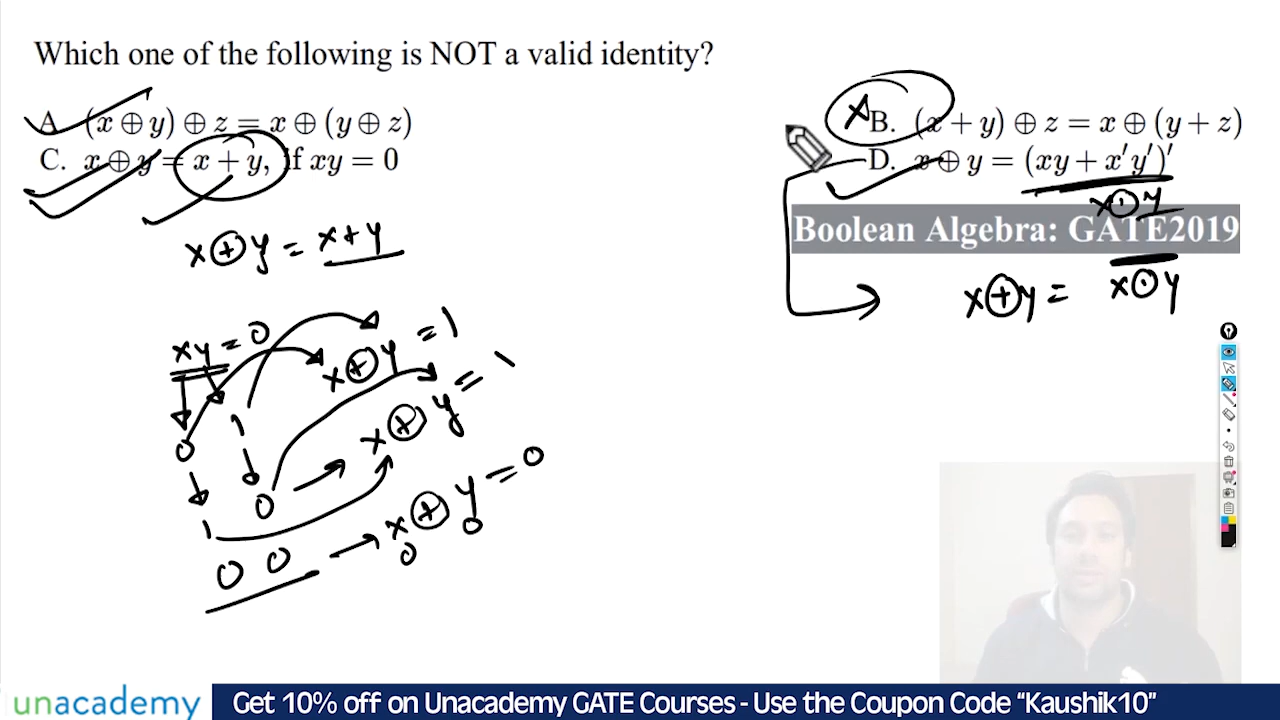 Which one of the following is NOT a valid identity?
A. (x ⊕ y) ⊕ z = x ⊕ (y ⊕ z)
B. (x + y) ⊕ z = x ⊕ (y + z)
C. x ⊕ y = x + y, if xy = 0
D. x ⊕ y = (xy + x′y′)′
x⊙y
Boolean Algebra: GATE2019
x⊕y = x+y
x⊕y = x⊙y
xy = 0
x⊕y = 1
0 1
x⊕y = 1
1 0
0 0
x⊕y = 0
0 0
unacademy
Get 10% off on Unacademy GATE Courses - Use the Coupon Code “Kaushik10”